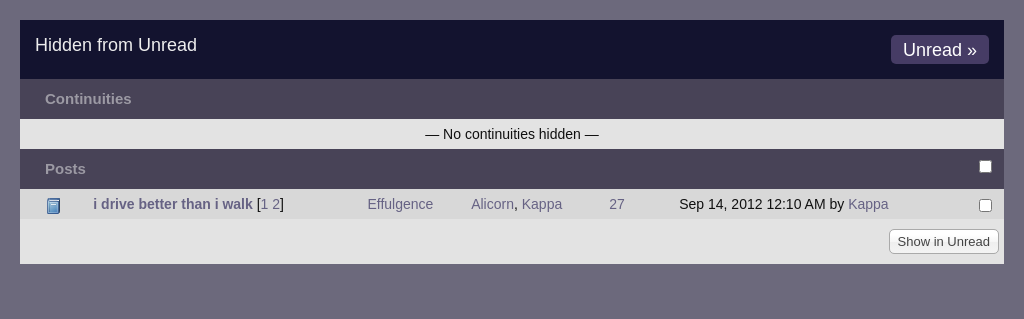 Hidden from Unread
Unread »
Continuities
— No continuities hidden —
Posts
i drive better than i walk [1 2] Effulgence Alicorn, Kappa 27 Sep 14, 2012 12:10 AM by Kappa
Show in Unread